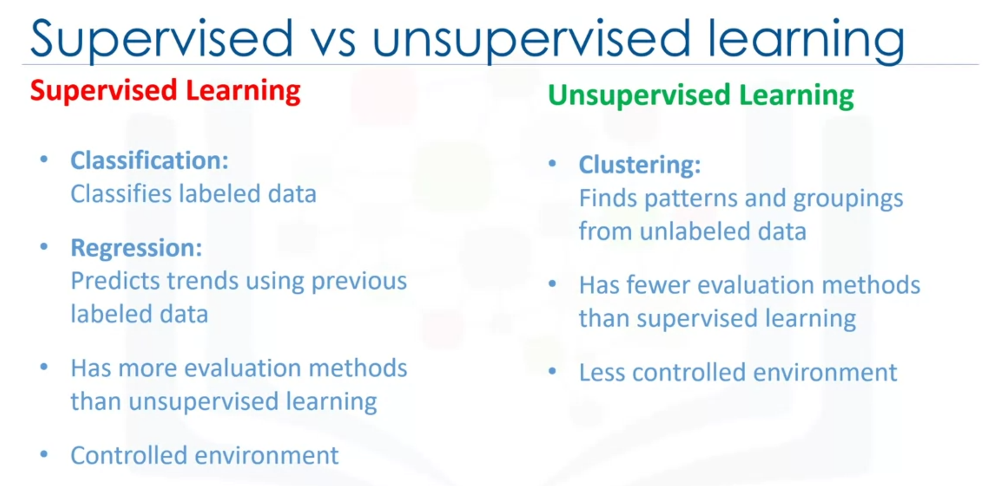 Supervised vs unsupervised learning
Supervised Learning
• Classification:
Classifies labeled data
• Regression:
Predicts trends using previous
labeled data
• Has more evaluation methods
than unsupervised learning
• Controlled environment
Unsupervised Learning
• Clustering:
Finds patterns and groupings
from unlabeled data
• Has fewer evaluation methods
than supervised learning
• Less controlled environment